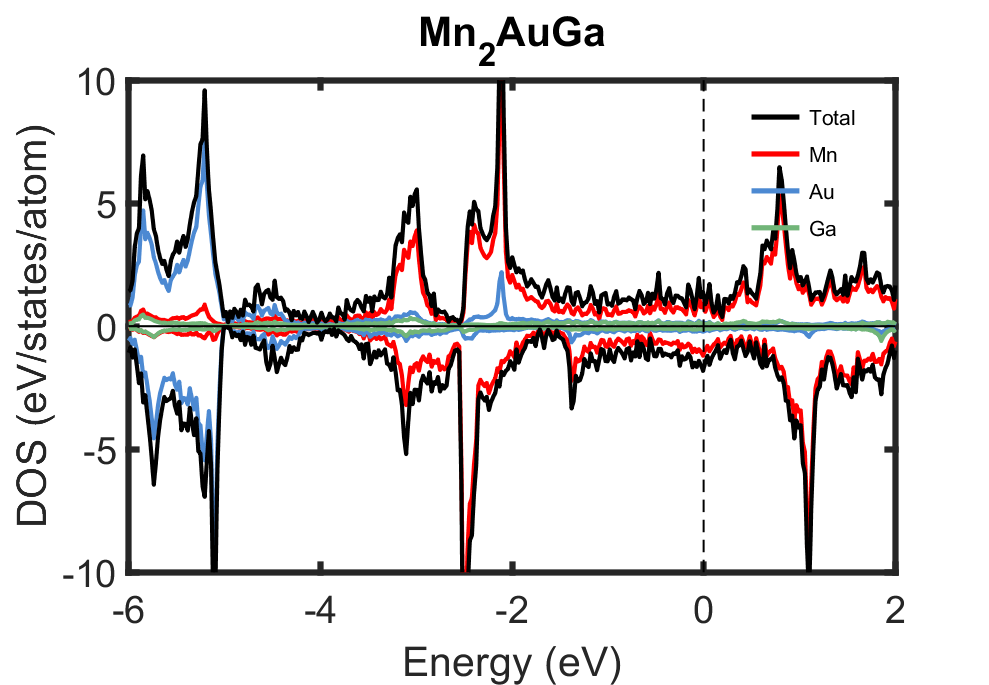 Mn2AuGa
10
5
0
-5
-10
DOS (eV/states/atom)
Total
Mn
Au
Ga
-6 -4 -2 0 2
Energy (eV)